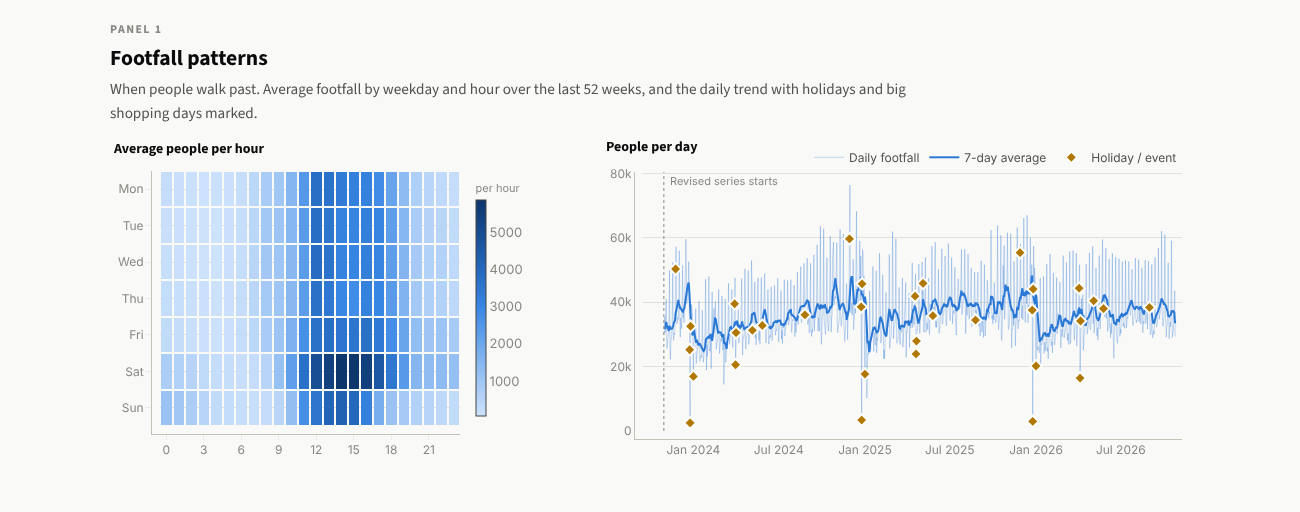 PANEL 1
Footfall patterns
When people walk past. Average footfall by weekday and hour over the last 52 weeks, and the daily trend with holidays and big
shopping days marked.
Average people per hour
Mon
Tue
Wed
Thu
Fri
Sat
Sun
0 3 6 9 12 15 18 21
per hour
5000
4000
3000
2000
1000
People per day
Daily footfall 7-day average Holiday / event
Revised series starts
80k
60k
40k
20k
0
Jan 2024 Jul 2024 Jan 2025 Jul 2025 Jan 2026 Jul 2026